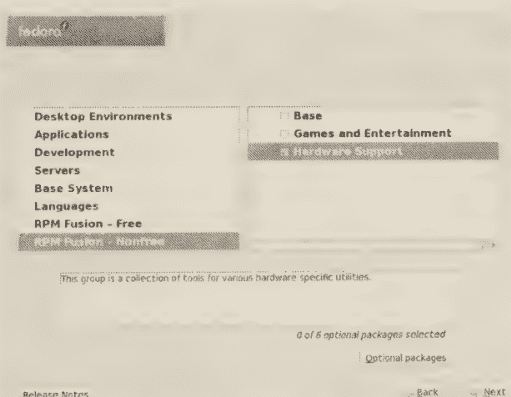 fedora
Desktop Environments
Applications
Development
Servers
Base System
Languages
RPM Fusion - Free
RPM Fusion - Nonfree
Base
Games and Entertainment
Hardware Support
This group is a collection of tools for various hardware specific utilities.
0 of 6 optional packages selected
Optional packages
Release Notes
Back
Next